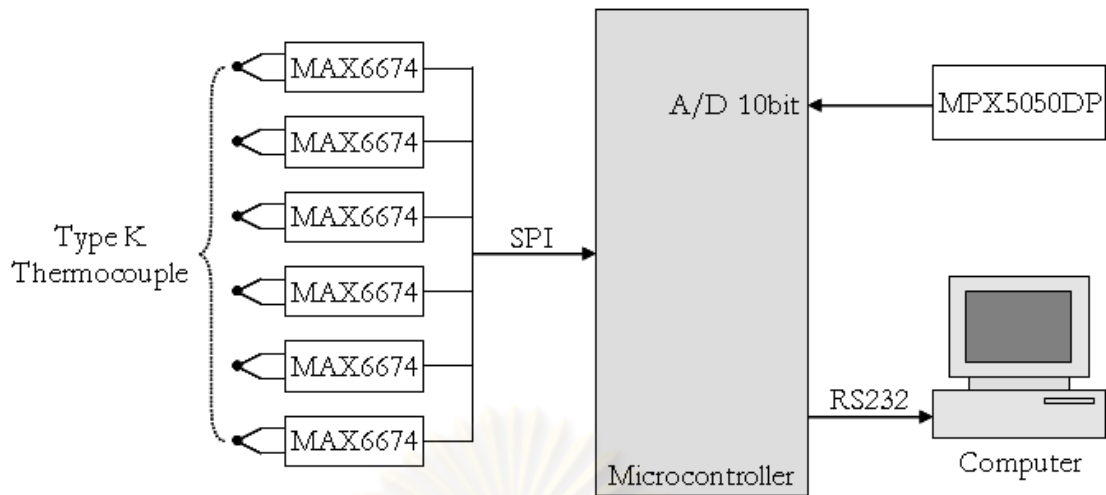 MAX6674
MAX6674
MAX6674
MAX6674
MAX6674
MAX6674
Type K
Thermocouple
SPI
A/D 10bit
Microcontroller
MPX5050DP
RS232
Computer